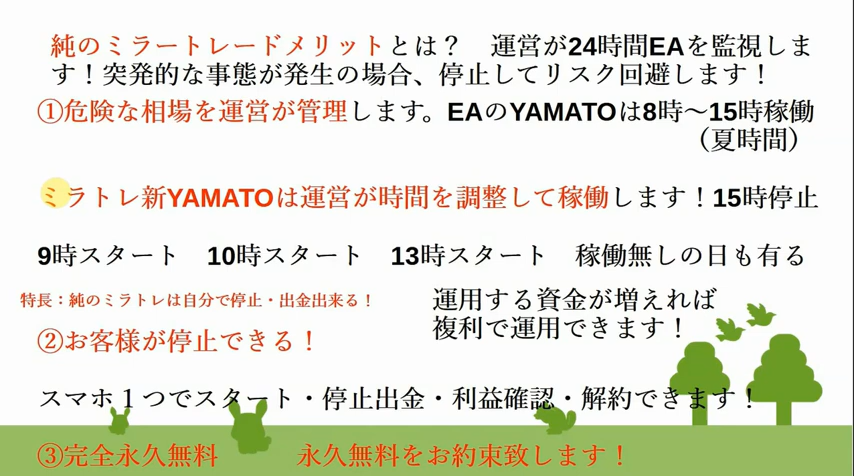 純のミラートレードメリットとは？　運営が24時間EAを監視しま
す！突発的な事態が発生の場合、停止してリスク回避します！
①危険な相場を運営が管理します。EAのYAMATOは8時～15時稼働
（夏時間）
ミラトレ新YAMATOは運営が時間を調整して稼働します！15時停止
9時スタート　10時スタート　13時スタート　稼働無しの日も有る
特長：純のミラトレは自分で停止・出金出来る！
運用する資金が増えれば
複利で運用できます！
②お客様が停止できる！
スマホ１つでスタート・停止出金・利益確認・解約できます！
③完全永久無料　　永久無料をお約束致します！